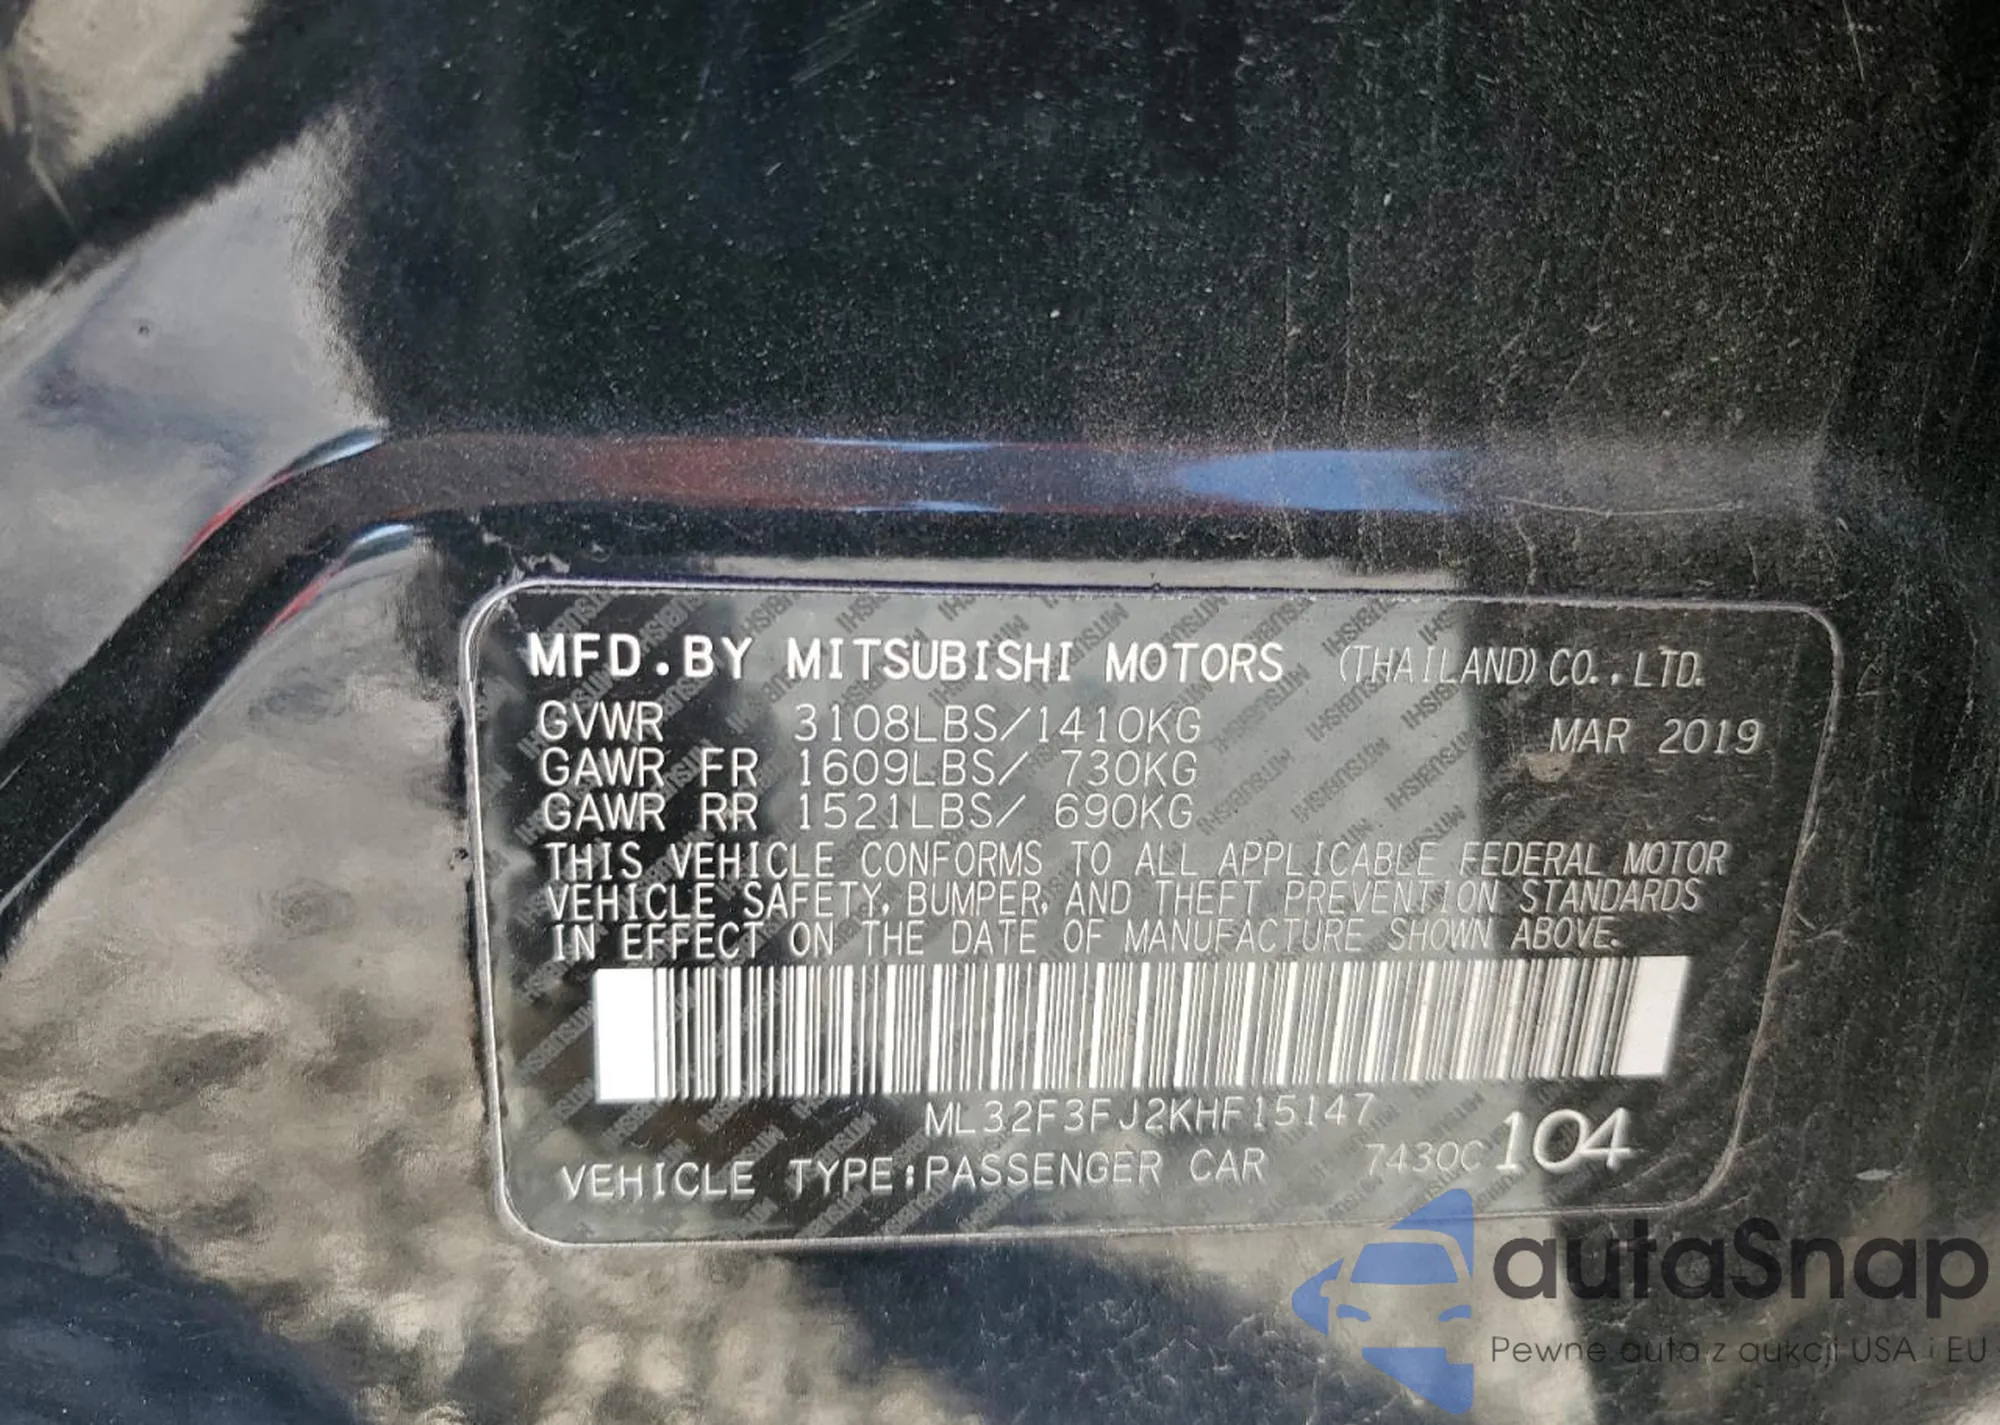 MFD.BY MITSUBISHI MOTORS (THAILAND) CO., LTD.
GVWR 3108LBS/1410KG MAR 2019
GAWR FR 1609LBS/ 730KG
GAWR RR 1521LBS/ 690KG
THIS VEHICLE CONFORMS TO ALL APPLICABLE FEDERAL MOTOR
VEHICLE SAFETY, BUMPER, AND THEFT PREVENTION STANDARDS
IN EFFECT ON THE DATE OF MANUFACTURE SHOWN ABOVE.
ML32F3FJ2KHF15147
VEHICLE TYPE:PASSENGER CAR 7430C 104
autaSnap
Pewne auta z aukcji USA i EU